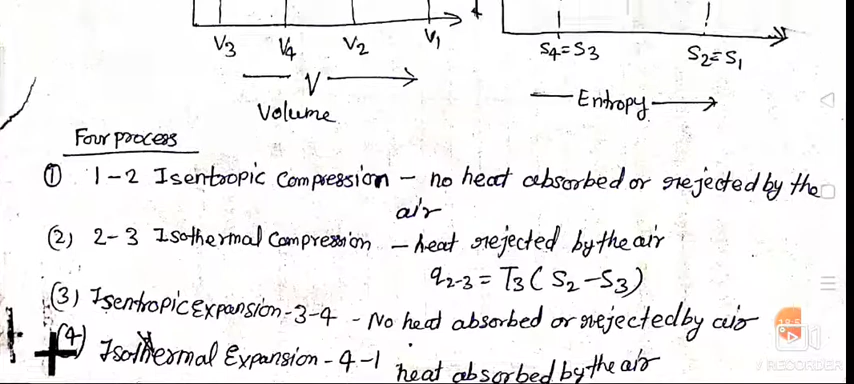 V3 V4 V2 V1
S4=S3 S2=S1
V
Entropy
Volume
Four process
① 1-2 Isentropic Compression - no heat absorbed or rejected by the
air
(2) 2-3 Isothermal Compression - heat rejected by the air
q2-3 = T3 (S2-S3)
(3) Isentropic Expansion-3-4 - No heat absorbed or rejected by air
(4) Isothermal Expansion-4-1 heat absorbed by the air
RECORDER